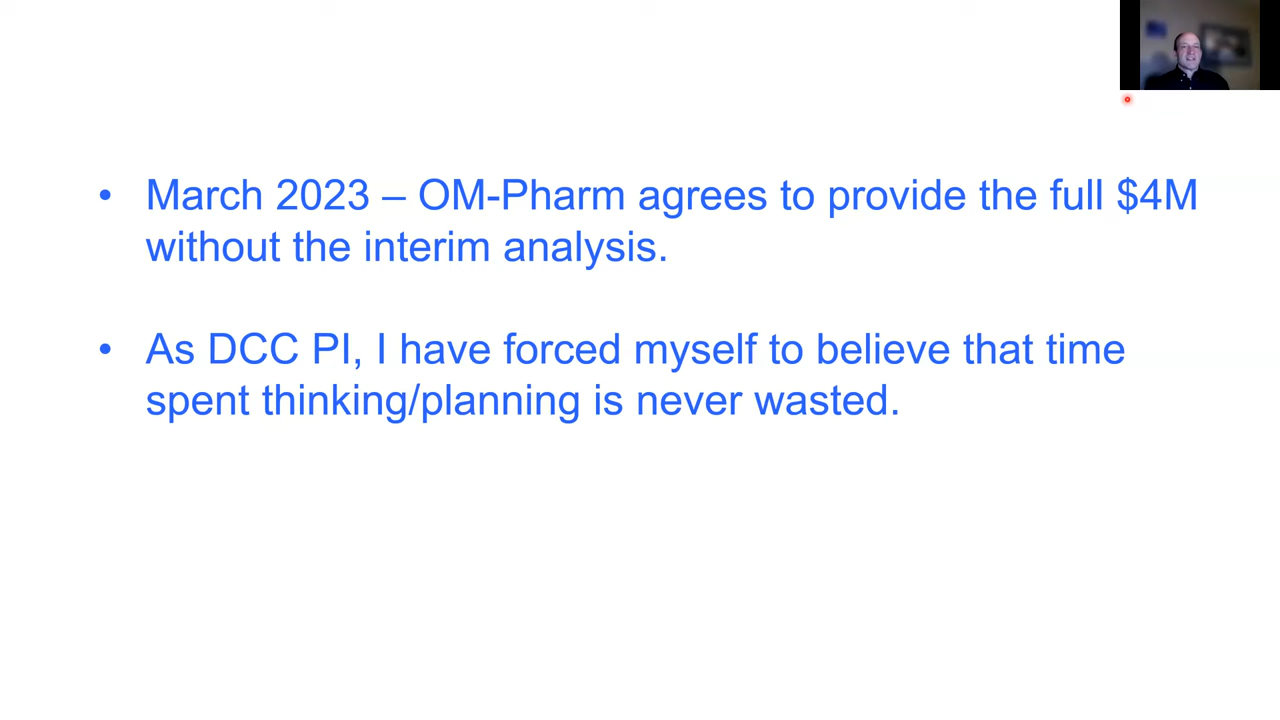 • March 2023 – OM-Pharm agrees to provide the full $4M
without the interim analysis.
• As DCC PI, I have forced myself to believe that time
spent thinking/planning is never wasted.